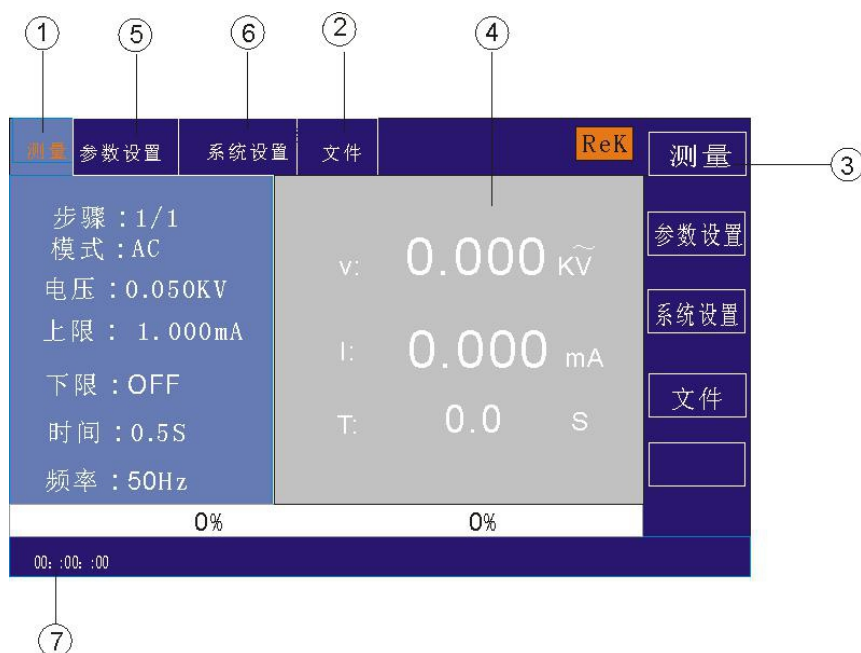 ① ⑤ ⑥ ② ④
测量 参数设置 系统设置 文件 ReK
测量
③
步骤:1/1
模式:AC
电压:0.050KV
上限: 1.000mA
下限:OFF
时间:0.5S
频率:50Hz
v: 0.000 KV
I: 0.000 mA
T: 0.0 S
参数设置
系统设置
文件
0% 0%
00: :00: :00
⑦